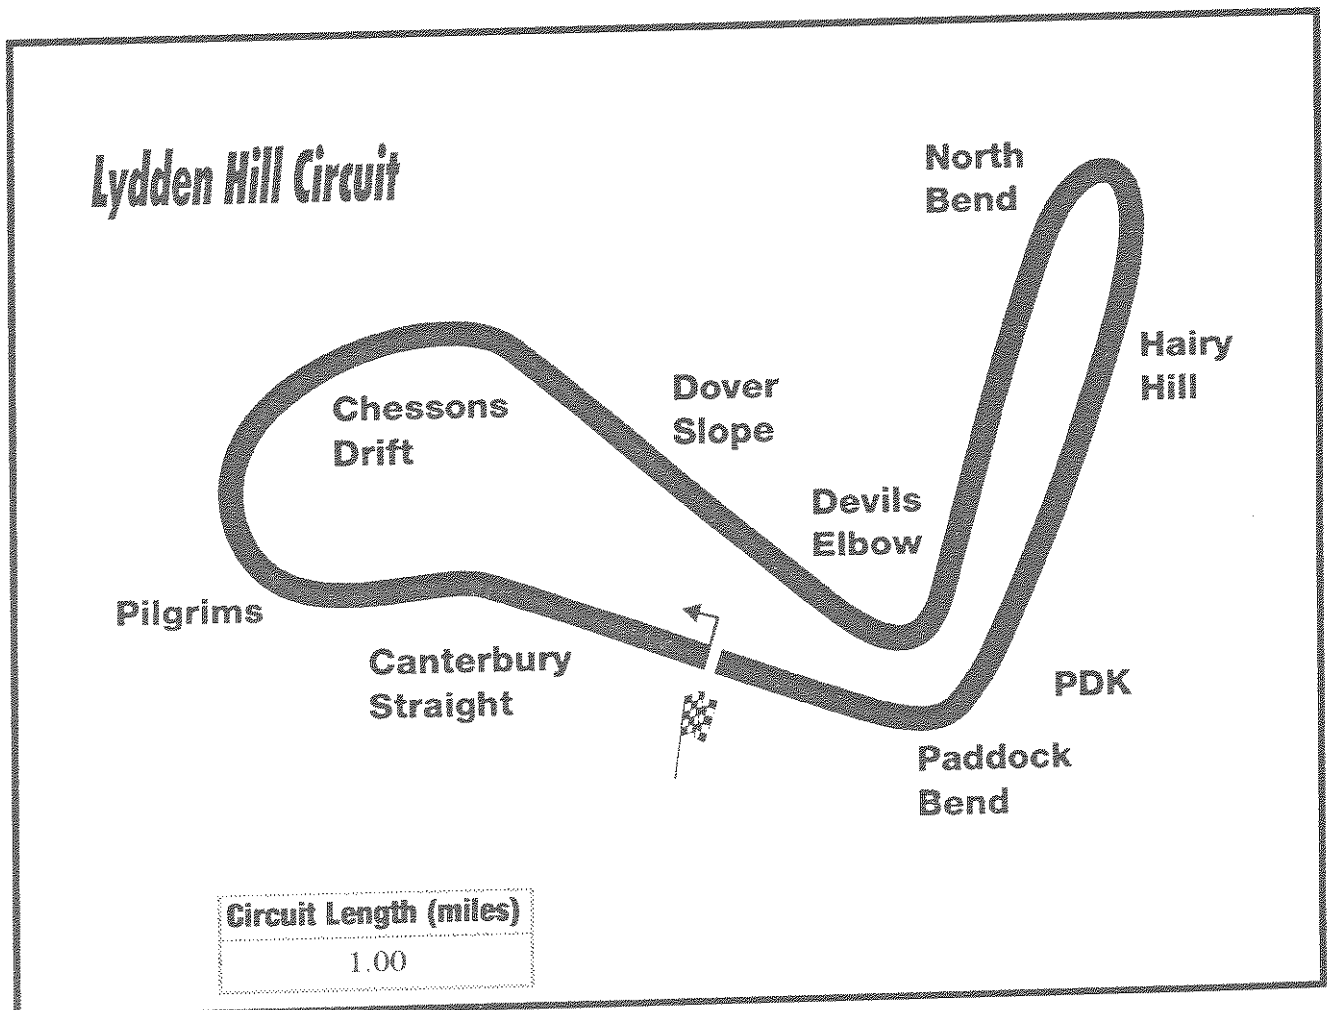 Lydden Hill Circuit
North
Bend
Hairy
Hill
Dover
Slope
Chessons
Drift
Devils
Elbow
Pilgrims
Canterbury
Straight
PDK
Paddock
Bend
Circuit Length (miles)
1.00